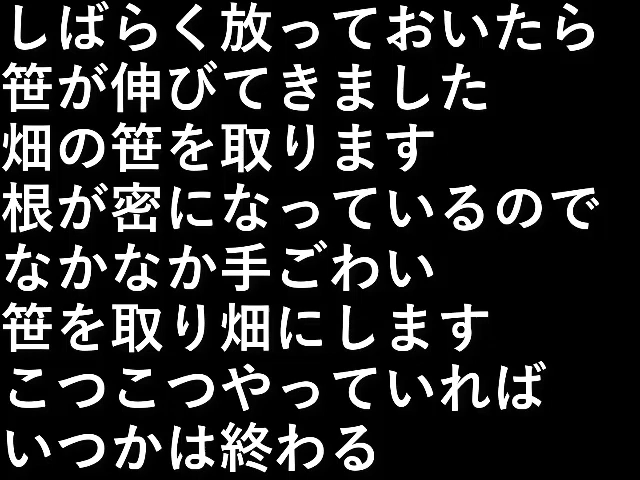 しばらく放っておいたら
笹が伸びてきました
畑の笹を取ります
根が密になっているので
なかなか手ごわい
笹を取り畑にします
こつこつやっていれば
いつかは終わる